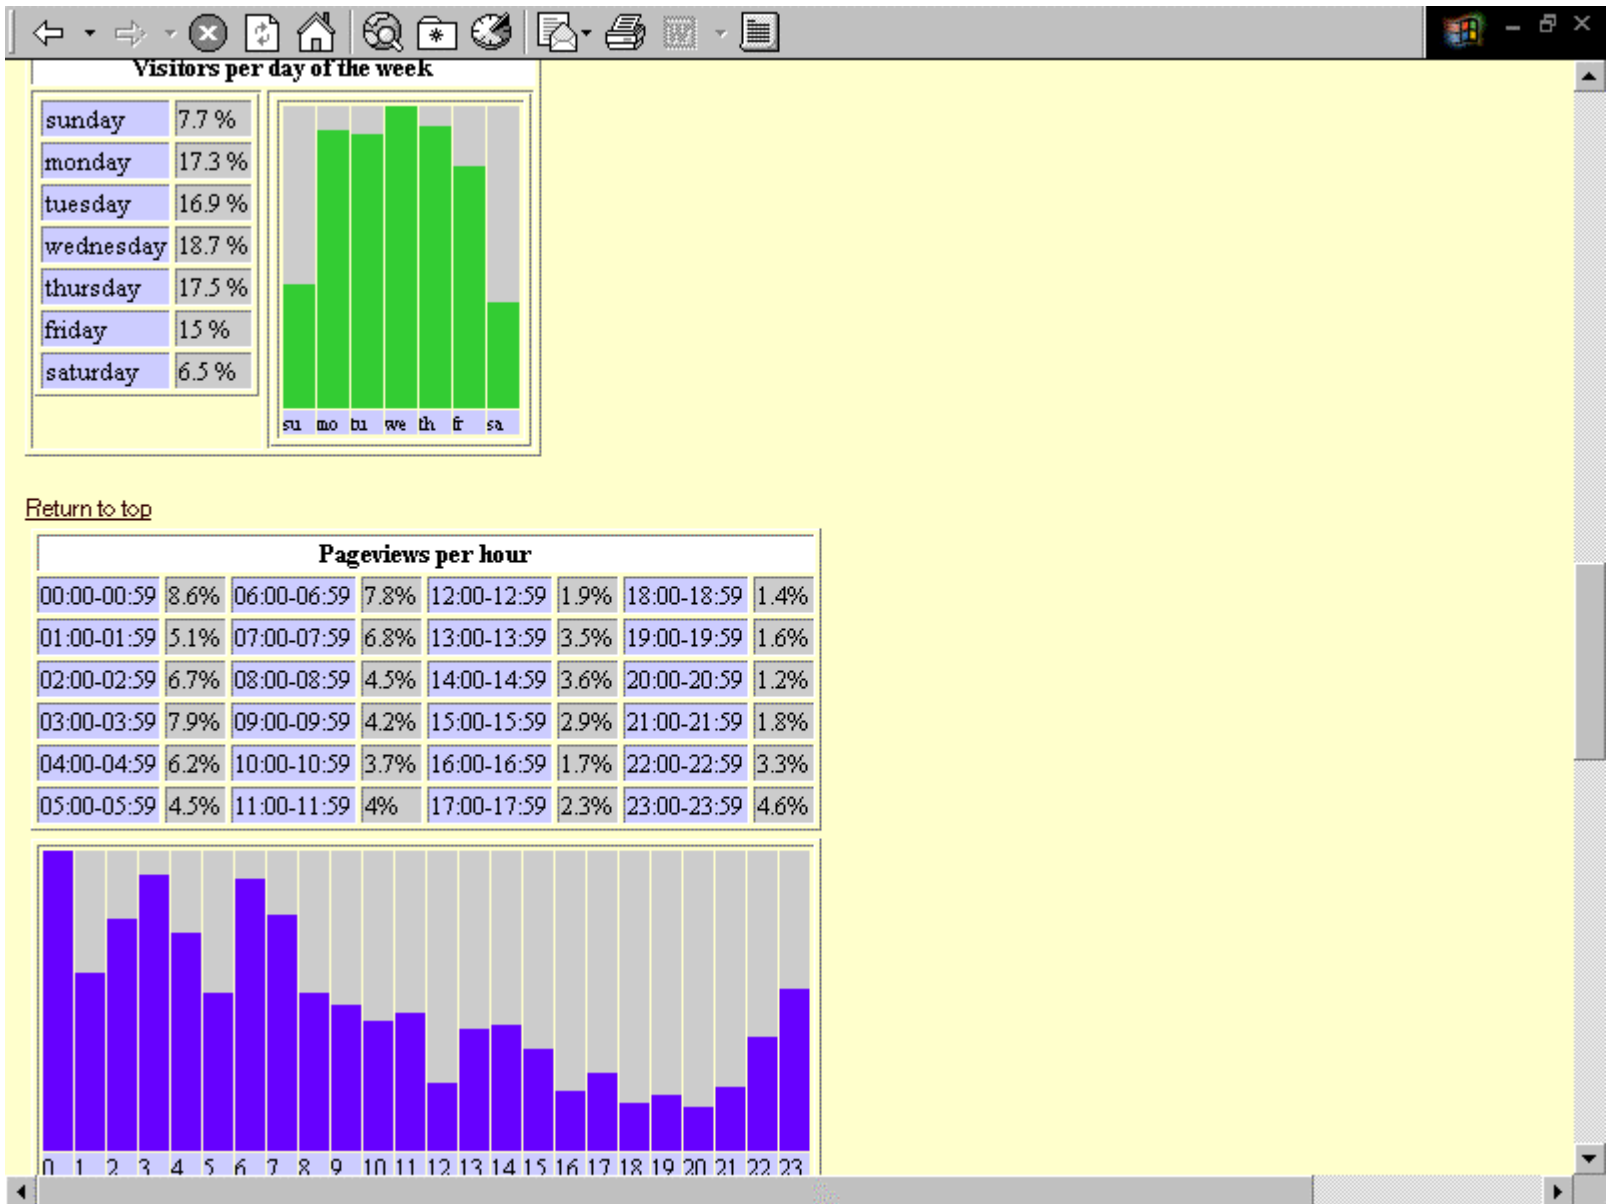 Visitors per day of the week
sunday 7.7 %
monday 17.3 %
tuesday 16.9 %
wednesday 18.7 %
thursday 17.5 %
friday 15 %
saturday 6.5 %
su mo tu we th fr sa
Return to top
Pageviews per hour
00:00-00:59 8.6% 06:00-06:59 7.8% 12:00-12:59 1.9% 18:00-18:59 1.4%
01:00-01:59 5.1% 07:00-07:59 6.8% 13:00-13:59 3.5% 19:00-19:59 1.6%
02:00-02:59 6.7% 08:00-08:59 4.5% 14:00-14:59 3.6% 20:00-20:59 1.2%
03:00-03:59 7.9% 09:00-09:59 4.2% 15:00-15:59 2.9% 21:00-21:59 1.8%
04:00-04:59 6.2% 10:00-10:59 3.7% 16:00-16:59 1.7% 22:00-22:59 3.3%
05:00-05:59 4.5% 11:00-11:59 4% 17:00-17:59 2.3% 23:00-23:59 4.6%
0 1 2 3 4 5 6 7 8 9 10 11 12 13 14 15 16 17 18 19 20 21 22 23